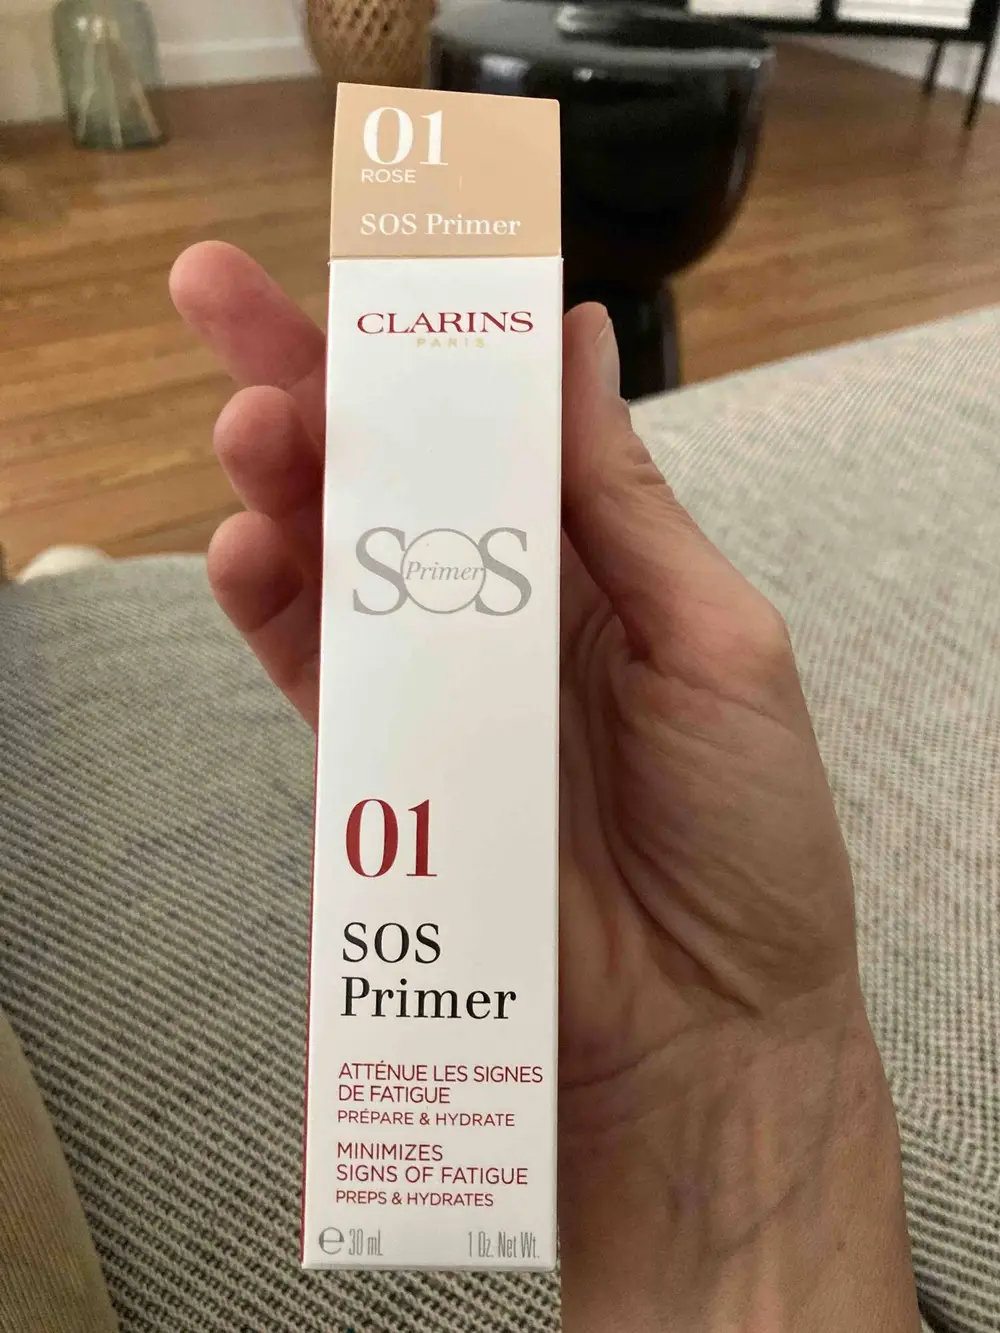 01
ROSE
SOS Primer
CLARINS
PARIS
SOS
Primer
01
SOS
Primer
ATTÉNUE LES SIGNES
DE FATIGUE
PRÉPARE & HYDRATE
MINIMIZES
SIGNS OF FATIGUE
PREPS & HYDRATES
℮ 30 mL 1 Oz. Net Wt.